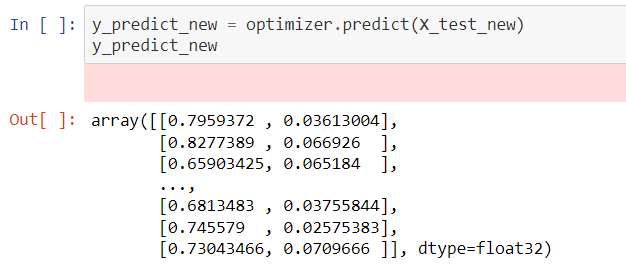 In [ ]: y_predict_new = optimizer.predict(X_test_new)
y_predict_new
Out[ ]: array([[0.7959372 , 0.03613004],
[0.8277389 , 0.066926  ],
[0.65903425, 0.065184  ],
...,
[0.6813483 , 0.03755844],
[0.745579  , 0.02575383],
[0.73043466, 0.0709666 ]], dtype=float32)